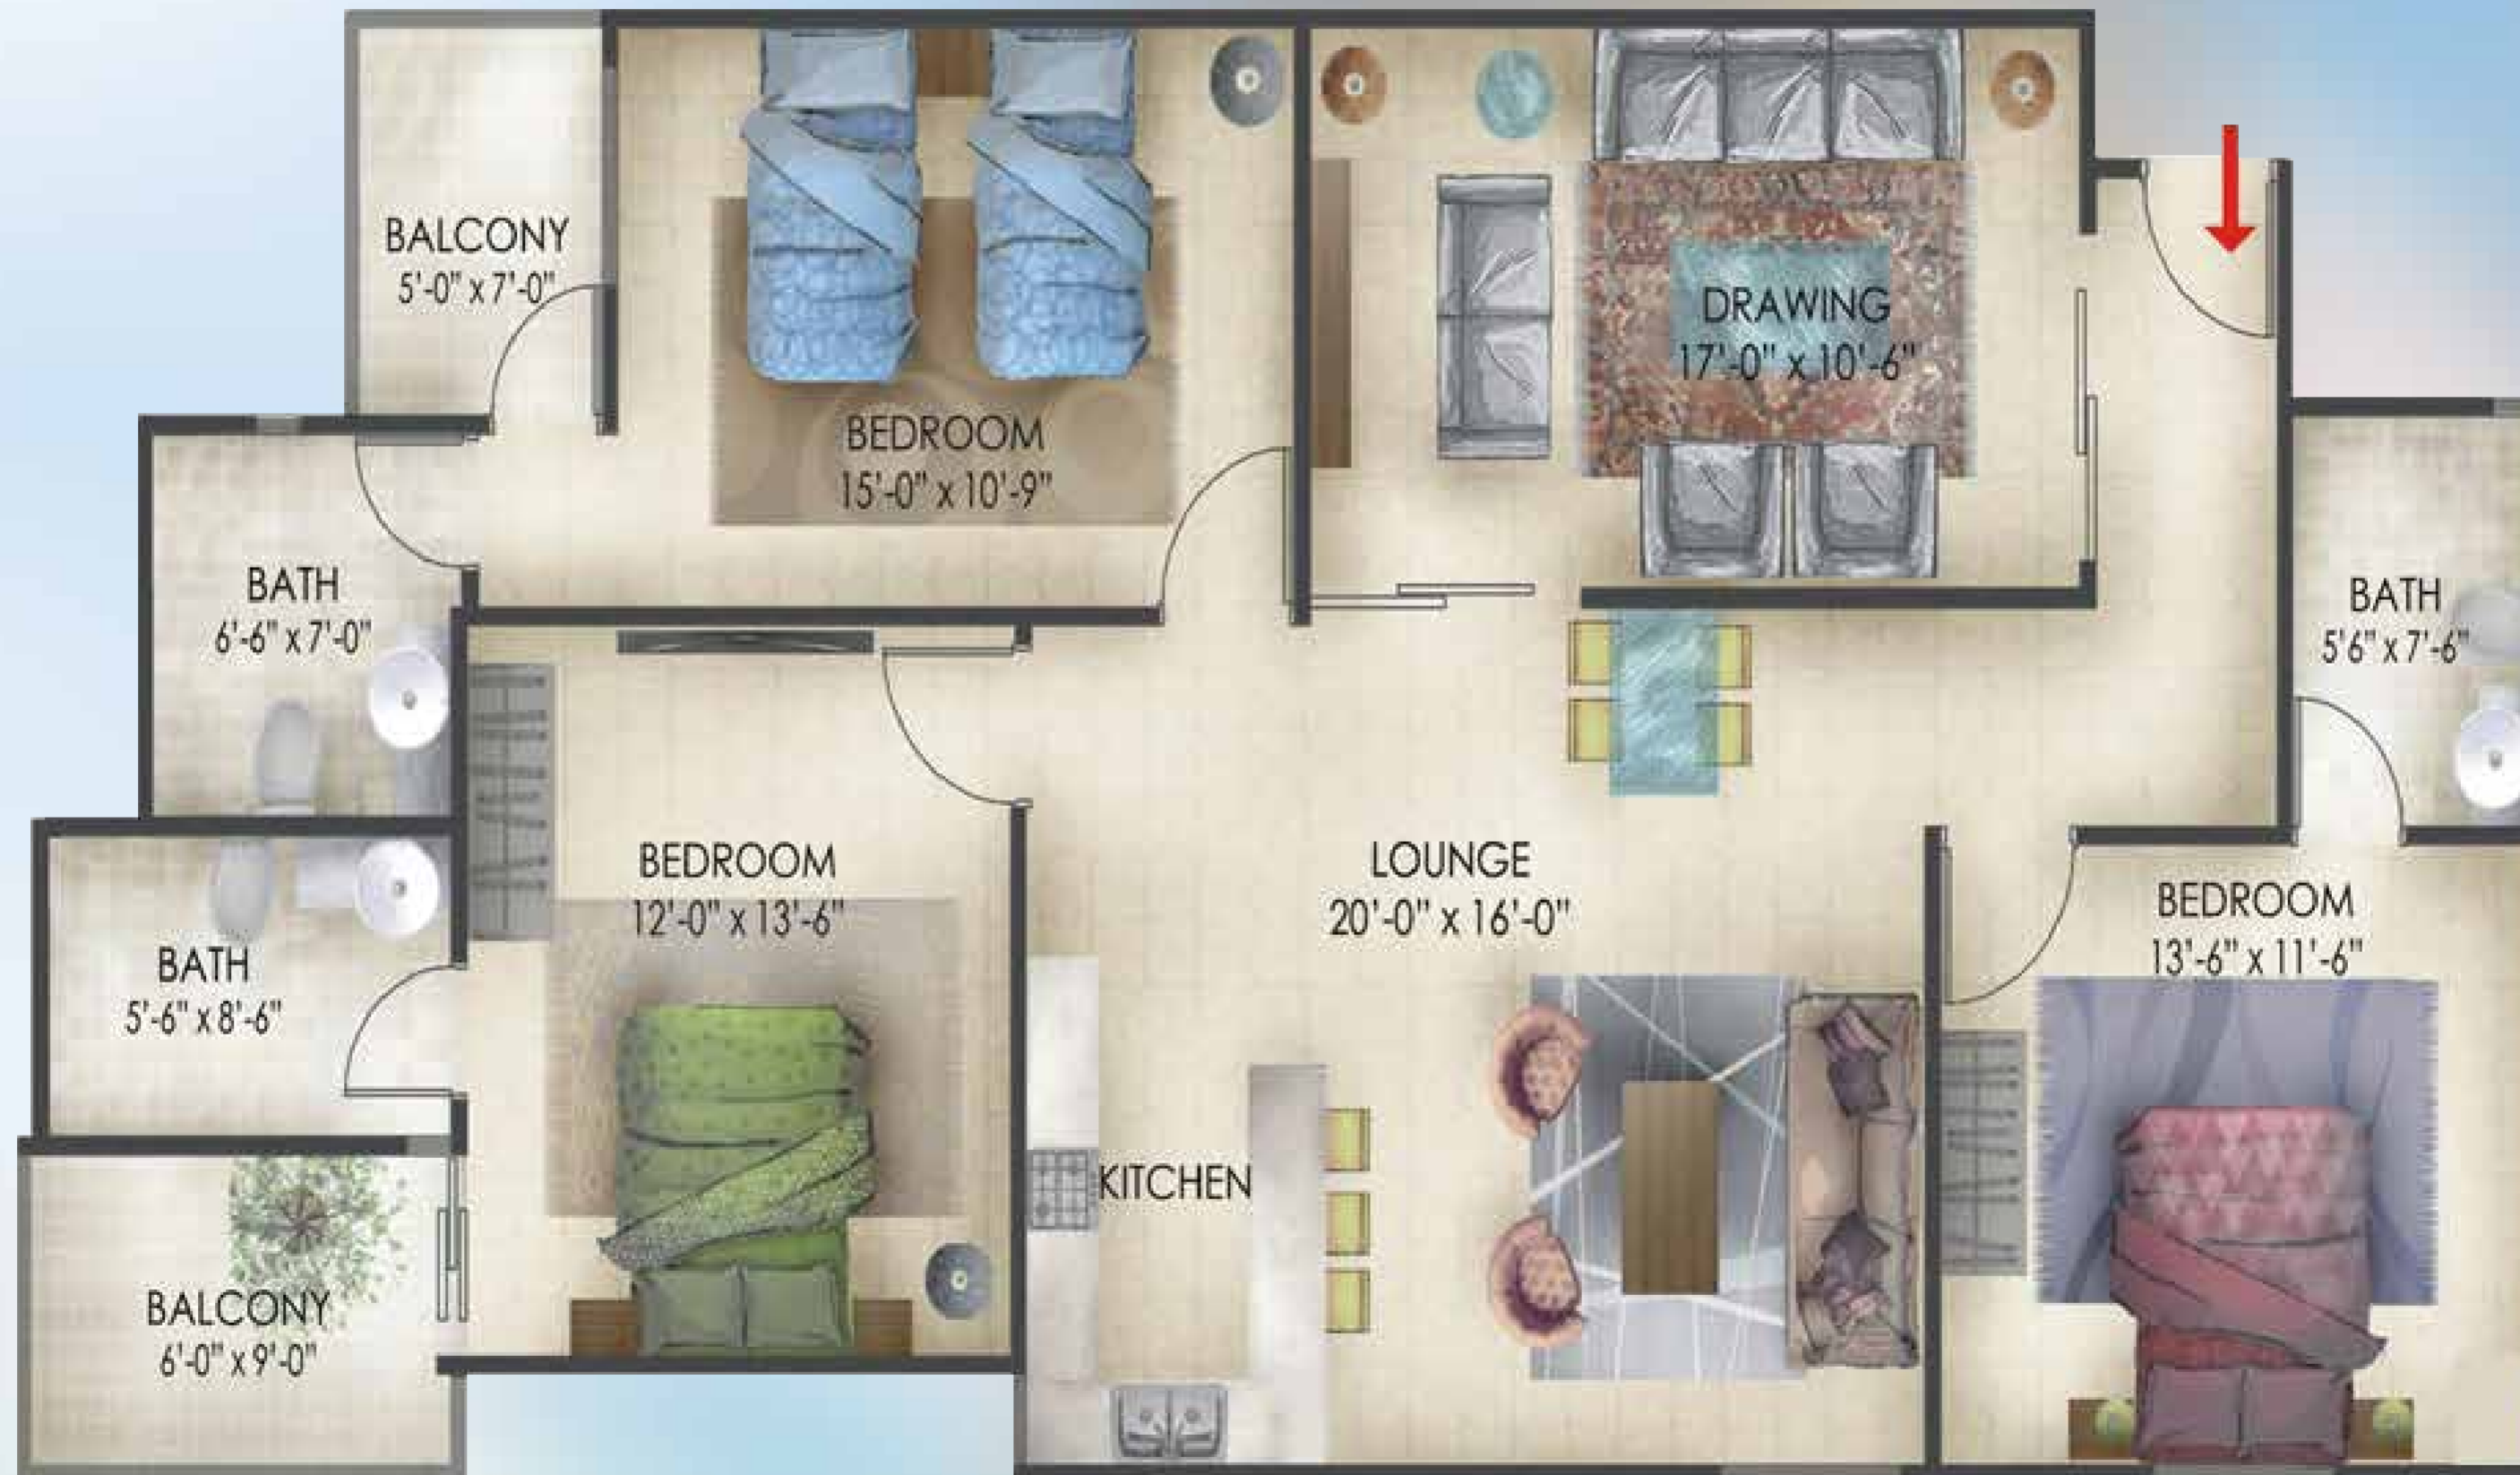 BALCONY
5'-0" x 7'-0"
BEDROOM
15'-0" x 10'-9"
DRAWING
17'-0" x 10'-6"
BATH
6'-6" x 7'-0"
BATH
5'6" x 7'-6"
BEDROOM
12'-0" x 13'-6"
LOUNGE
20'-0" x 16'-0"
BEDROOM
13'-6" x 11'-6"
BATH
5'-6" x 8'-6"
KITCHEN
BALCONY
6'-0" x 9'-0"